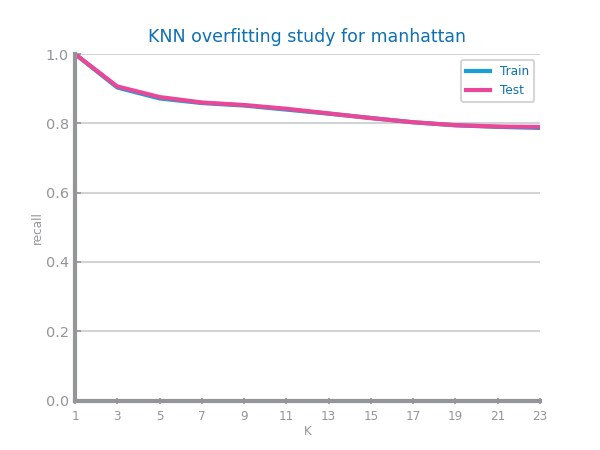 KNN overfitting study for manhattan
1.0
0.8
0.6
0.4
0.2
0.0
recall
Train
Test
1 3 5 7 9 11 13 15 17 19 21 23
K